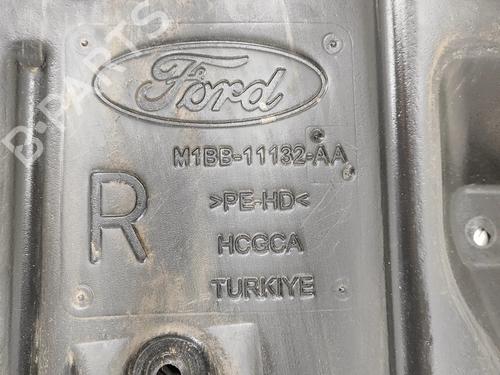 Ford
M1BB-11132-AA
R
>PE-HD<
HCGCA
TURKIYE
B-PARTS